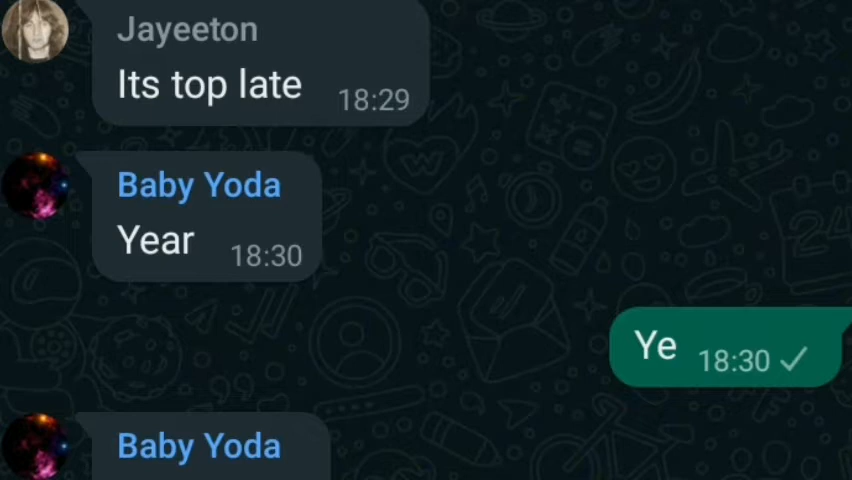 Jayeeton
Its top late
18:29
Baby Yoda
Year
18:30
Ye
18:30
Baby Yoda